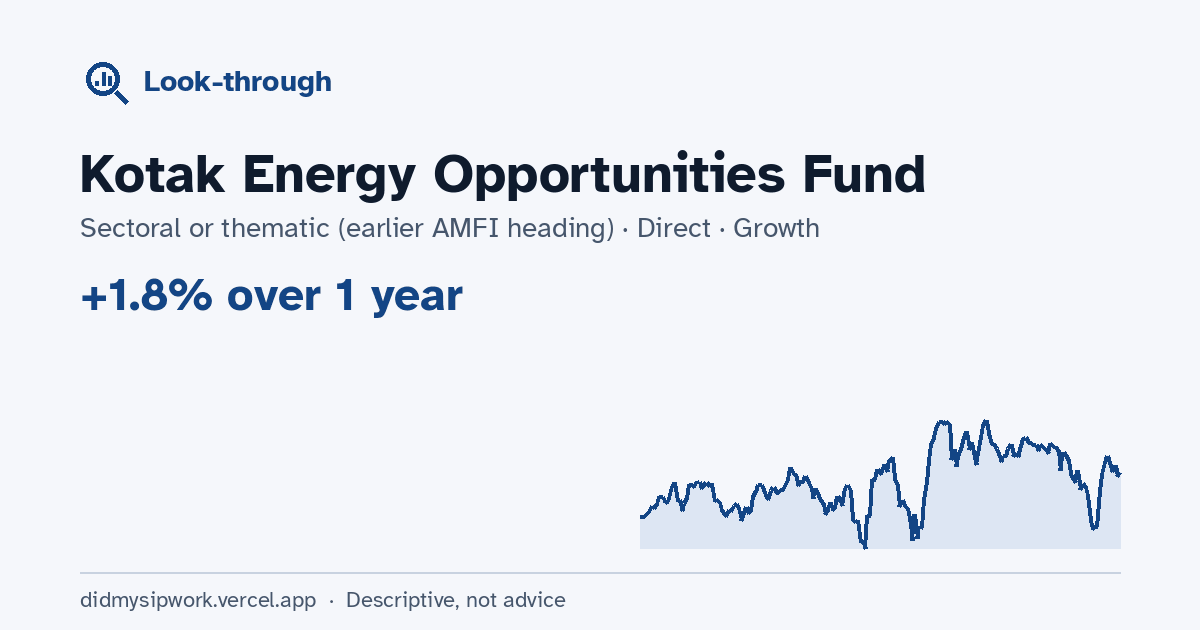 Look-through
Kotak Energy Opportunities Fund
Sectoral or thematic (earlier AMFI heading) · Direct · Growth
+1.8% over 1 year
didmysipwork.vercel.app · Descriptive, not advice